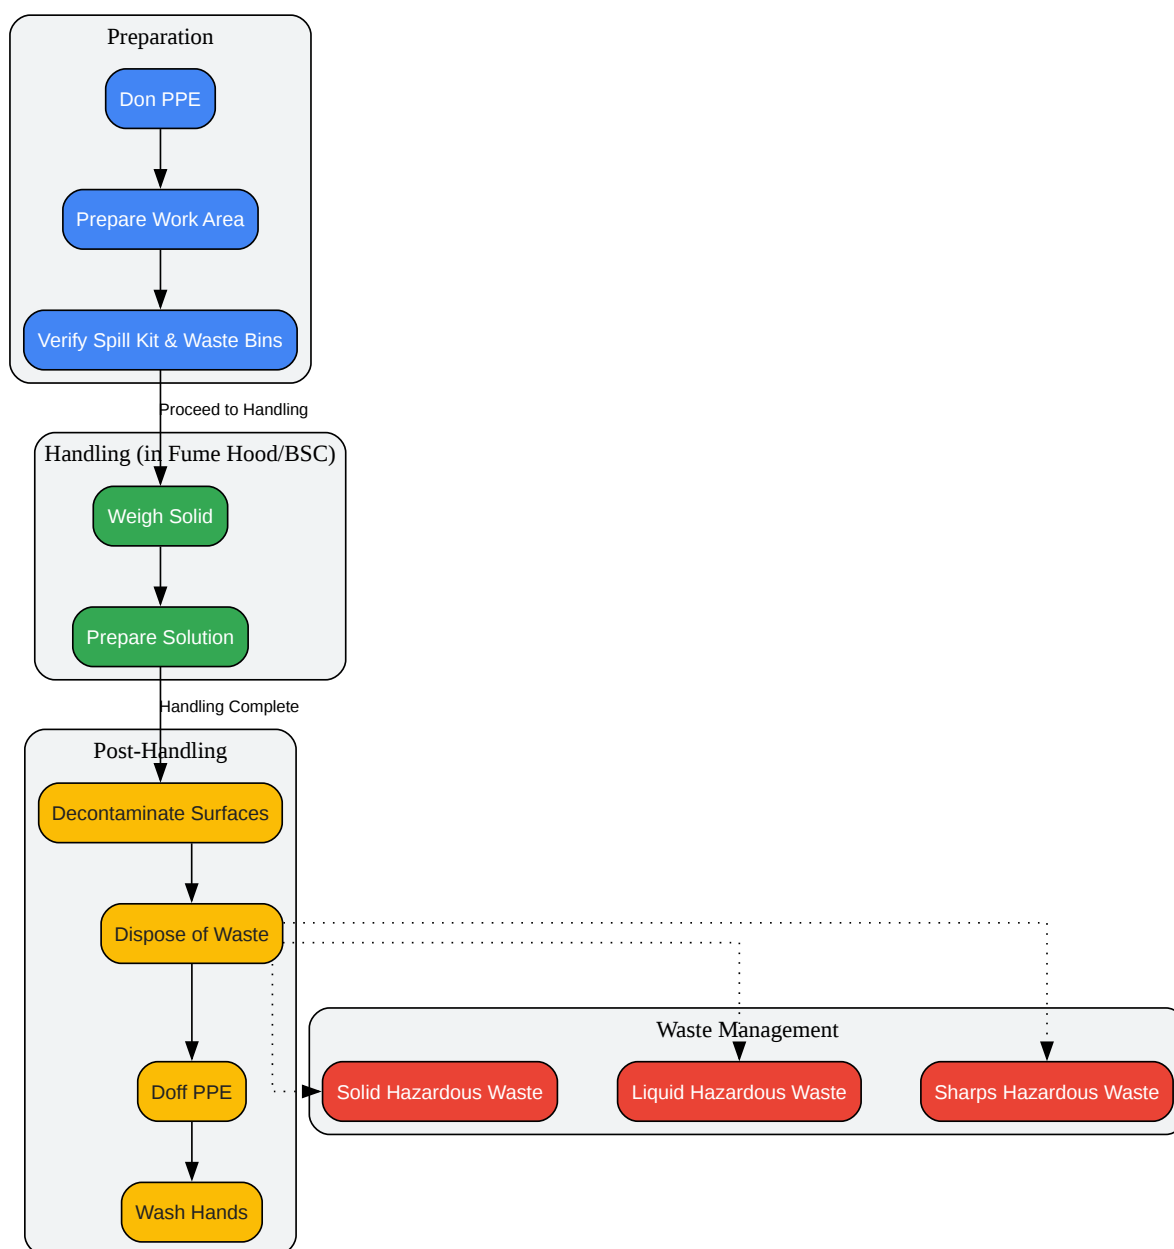 Preparation
Don PPE
Prepare Work Area
Verify Spill Kit & Waste Bins
Proceed to Handling
Handling (in Fume Hood/BSC)
Weigh Solid
Prepare Solution
Handling Complete
Post-Handling
Decontaminate Surfaces
Dispose of Waste
Waste Management
Doff PPE
Solid Hazardous Waste
Liquid Hazardous Waste
Sharps Hazardous Waste
Wash Hands